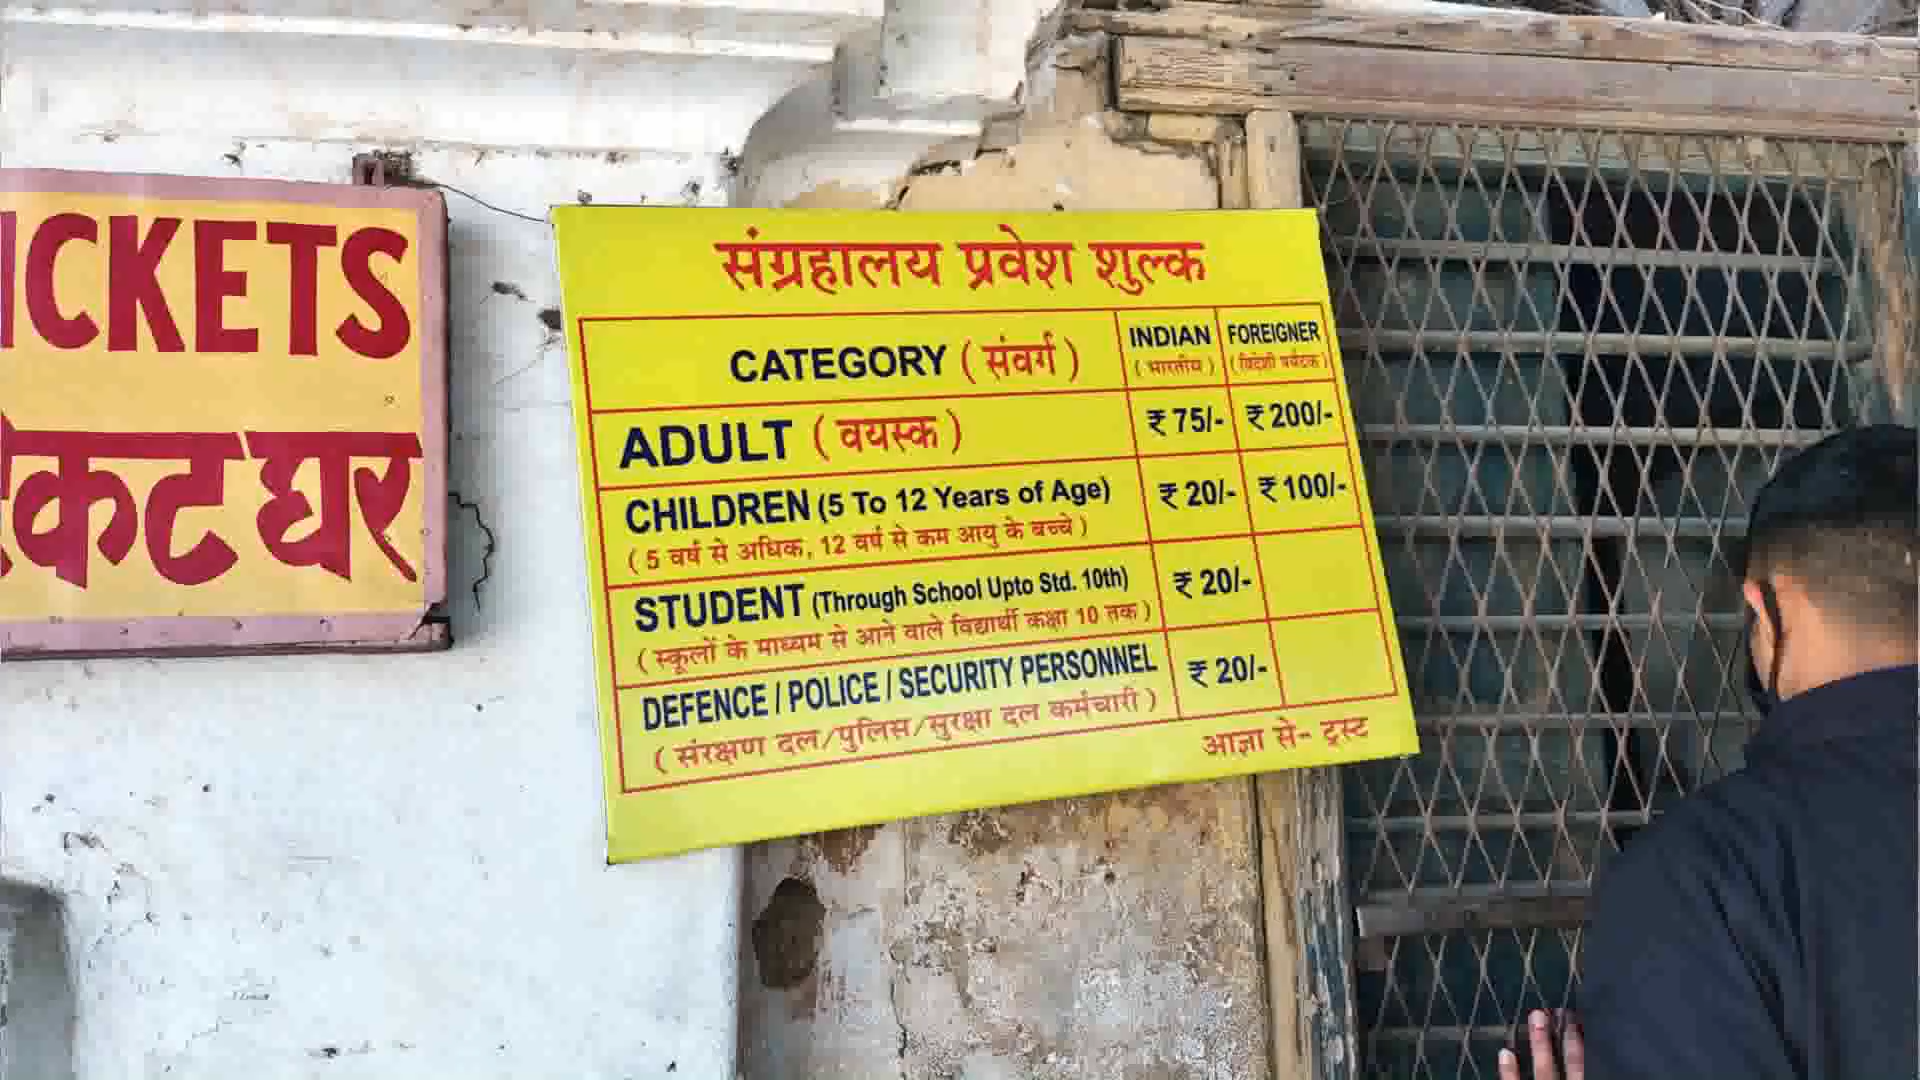 ICKETS
कट घर
संग्रहालय प्रवेश शुल्क
CATEGORY ( संवर्ग )
INDIAN
( भारतीय )
FOREIGNER
( विदेशी पर्यटक )
ADULT ( वयस्क ) ₹ 75/- ₹ 200/-
CHILDREN (5 To 12 Years of Age) ₹ 20/- ₹ 100/-
( 5 वर्ष से अधिक, 12 वर्ष से कम आयु के बच्चे )
STUDENT (Through School Upto Std. 10th) ₹ 20/-
( स्कूलों के माध्यम से आने वाले विद्यार्थी कक्षा 10 तक )
DEFENCE / POLICE / SECURITY PERSONNEL ₹ 20/-
( संरक्षण दल/पुलिस/सुरक्षा दल कर्मचारी )
आज्ञा से- ट्रस्ट